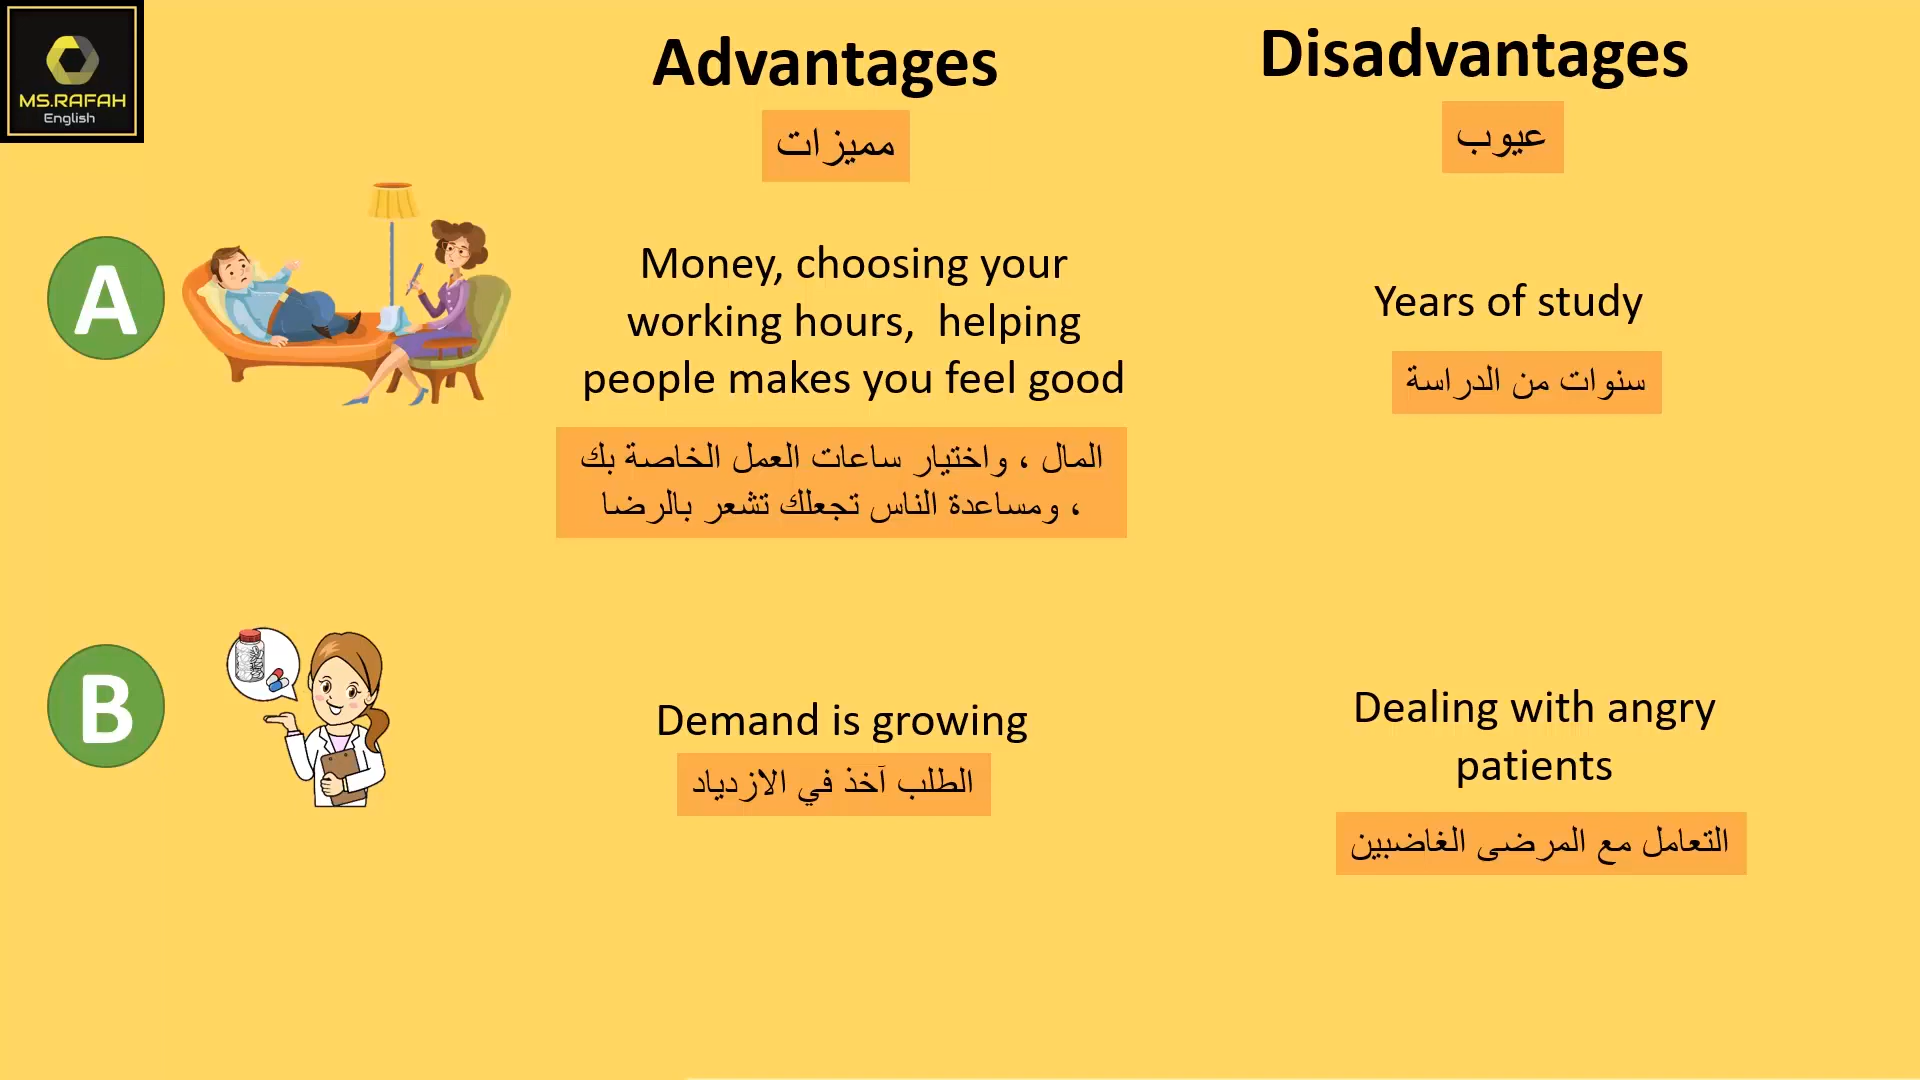 MS.RAFAH
English
Advantages
مميزات
Disadvantages
عيوب
A
Money, choosing your
working hours,  helping
people makes you feel good
المال ، واختيار ساعات العمل الخاصة بك
، ومساعدة الناس تجعلك تشعر بالرضا
Years of study
سنوات من الدراسة
B
Demand is growing
الطلب آخذ في الازدياد
Dealing with angry
patients
التعامل مع المرضى الغاضبين